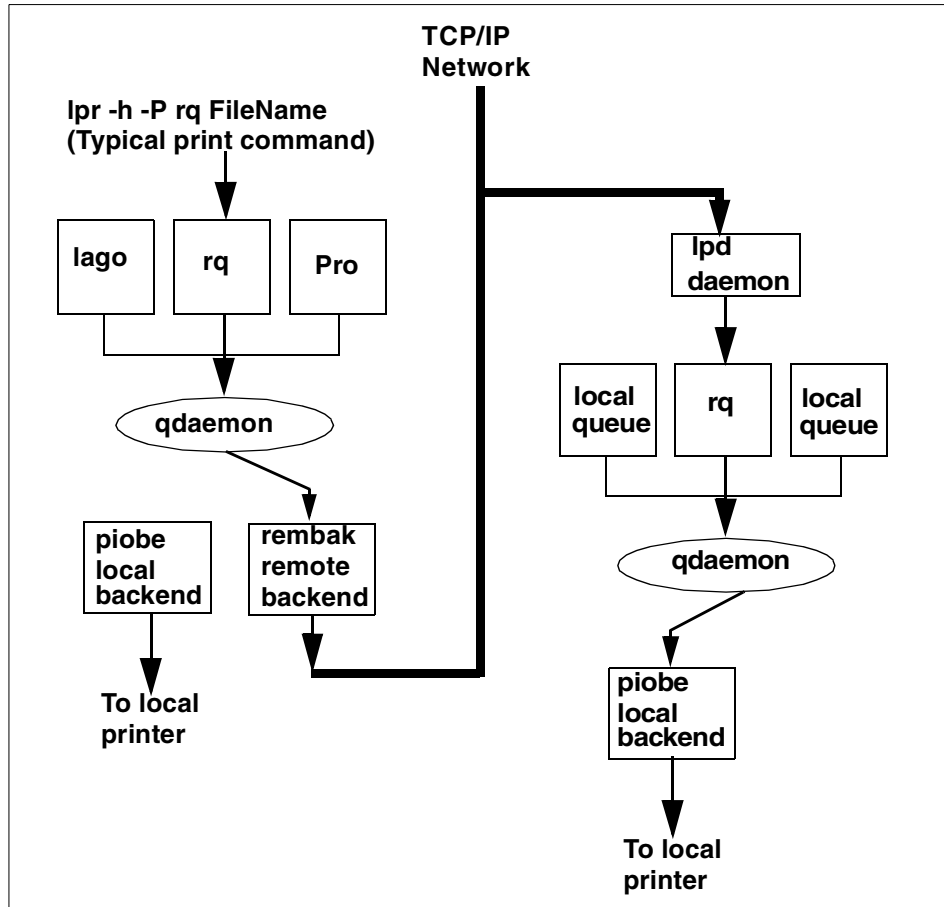 TCP/IP
Network
lpr -h -P rq FileName
(Typical print command)
lago
rq
Pro
qdaemon
piobe
local
backend
rembak
remote
backend
To local
printer
lpd
daemon
local
queue
rq
local
queue
qdaemon
piobe
local
backend
To local
printer